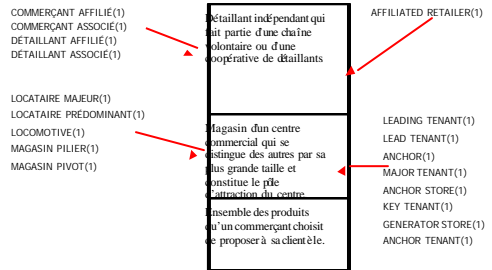 COMMERÇANT AFFILIÉ(1)
COMMERÇANT ASSOCIÉ(1)
DÉTAILLANT AFFILIÉ(1)
DÉTAILLANT ASSOCIÉ(1)
Détaillant indépendant qui
fait partie d'une chaîne
volontaire ou d'une
coopérative de détaillants
AFFILIATED RETAILER(1)
LOCATAIRE MAJEUR(1)
LOCATAIRE PRÉDOMINANT(1)
LOCOMOTIVE(1)
MAGASIN PILIER(1)
MAGASIN PIVOT(1)
Magasin d'un centre
commercial qui se
distingue des autres par sa
plus grande taille et
constitue le pôle
d'attraction du centre.
LEADING TENANT(1)
LEAD TENANT(1)
ANCHOR(1)
MAJOR TENANT(1)
ANCHOR STORE(1)
KEY TENANT(1)
GENERATOR STORE(1)
ANCHOR TENANT(1)
Ensemble des produits
qu'un commerçant choisit
de proposer à sa clientèle.